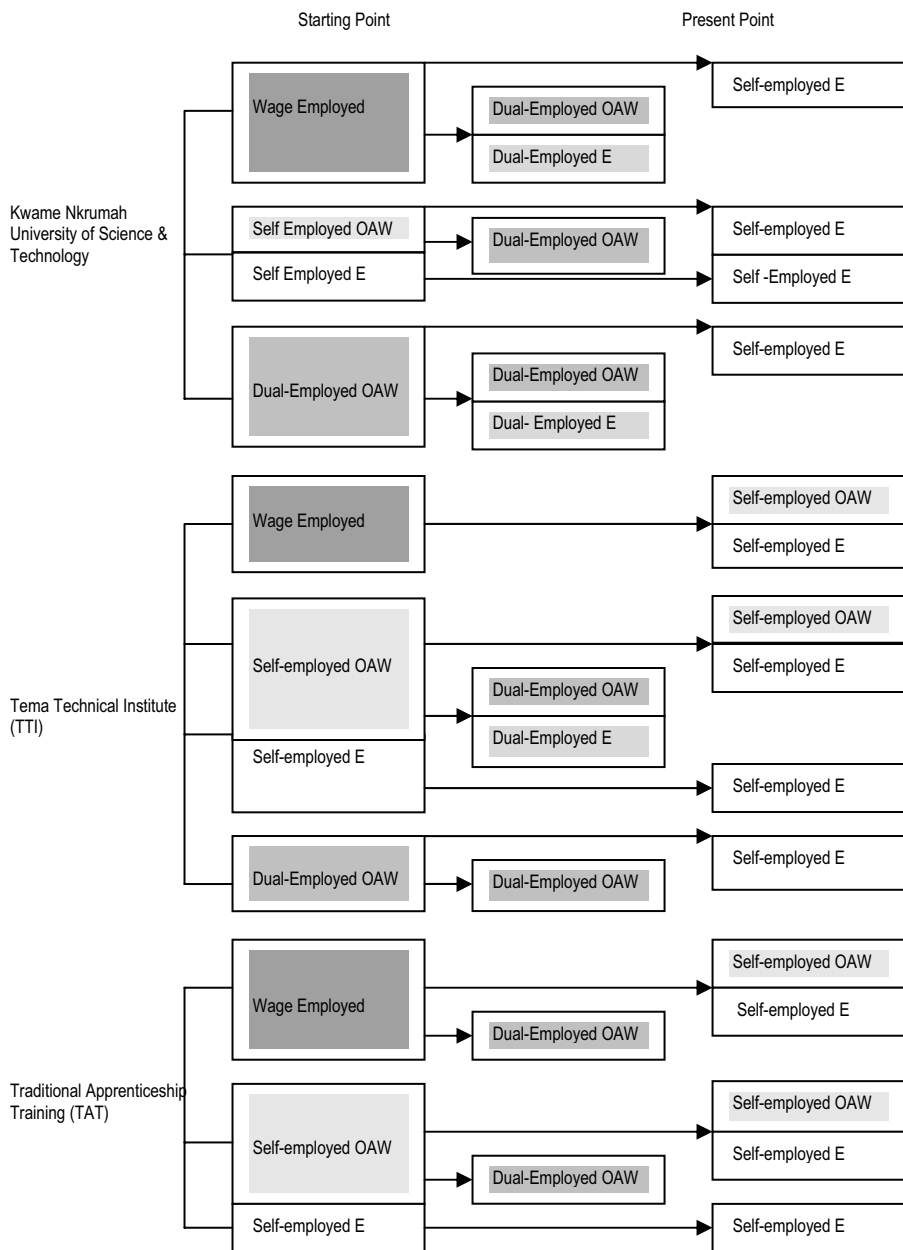 Starting Point
Present Point
Kwame Nkrumah
University of Science &
Technology
Wage Employed
Dual-Employed OAW
Dual-Employed E
Self-employed E
Self Employed OAW
Self Employed E
Dual-Employed OAW
Self-employed E
Self -Employed E
Dual-Employed OAW
Dual-Employed OAW
Dual- Employed E
Self-employed E
Tema Technical Institute
(TTI)
Wage Employed
Self-employed OAW
Self-employed E
Self-employed OAW
Self-employed E
Dual-Employed OAW
Dual-Employed E
Self-employed OAW
Self-employed E
Self-employed E
Dual-Employed OAW
Dual-Employed OAW
Self-employed E
Traditional Apprenticeship
Training (TAT)
Wage Employed
Dual-Employed OAW
Self-employed OAW
Self-employed E
Self-employed OAW
Self-employed E
Dual-Employed OAW
Self-employed OAW
Self-employed E
Self-employed E